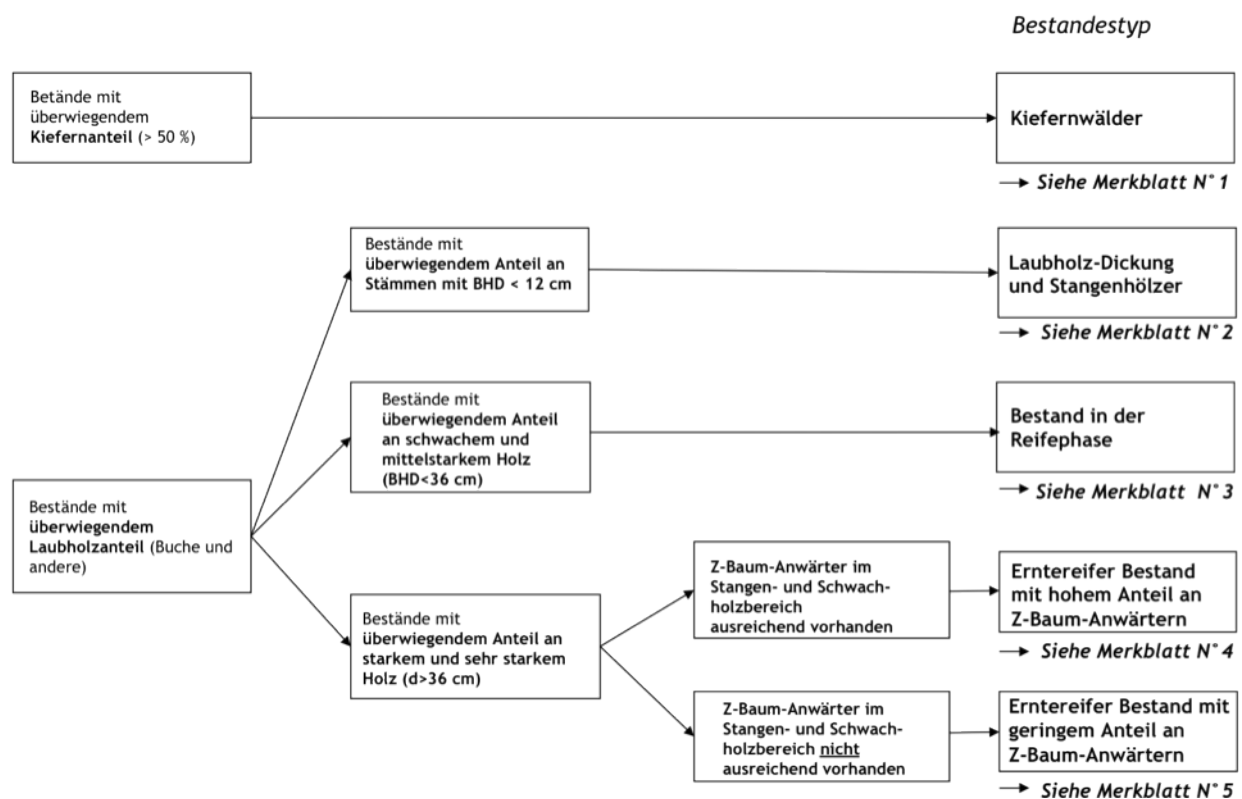 Bestandestyp
Betände mit
überwiegendem
Kiefernanteil (> 50 %)
Kiefernwälder
Siehe Merkblatt N° 1
Bestände mit
überwiegendem Anteil an
Stämmen mit BHD < 12 cm
Laubholz-Dickung
und Stangenhölzer
Siehe Merkblatt N° 2
Bestände mit
überwiegendem Anteil
an schwachem und
mittelstarkem Holz
(BHD<36 cm)
Bestand in der
Reifephase
Siehe Merkblatt N° 3
Bestände mit
überwiegendem
Laubholzanteil (Buche und
andere)
Bestände mit
überwiegendem Anteil an
starkem und sehr starkem
Holz (d>36 cm)
Z-Baum-Anwärter im
Stangen- und Schwach-
holzbereich
ausreichend vorhanden
Erntereifer Bestand
mit hohem Anteil an
Z-Baum-Anwärtern
Siehe Merkblatt N° 4
Z-Baum-Anwärter im
Stangen- und Schwach-
holzbereich nicht
ausreichend vorhanden
Erntereifer Bestand mit
geringem Anteil an
Z-Baum-Anwärtern
Siehe Merkblatt N° 5